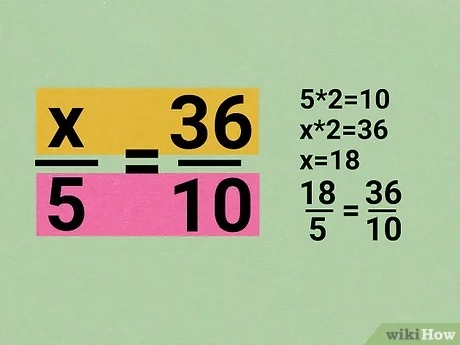 x/5 = 36/10
5*2=10
x*2=36
x=18
18/5 = 36/10
wikiHow